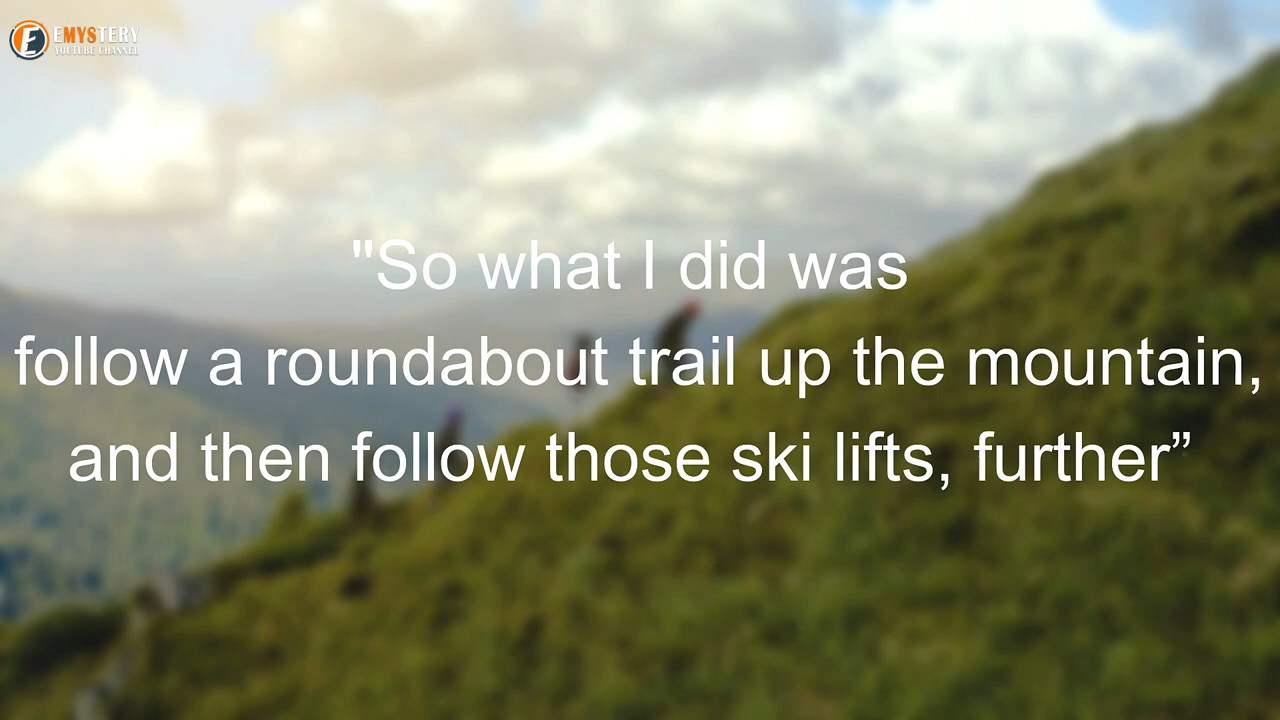 EMYSTERY
YOUTUBE CHANNEL
"So what I did was
follow a roundabout trail up the mountain,
and then follow those ski lifts, further”